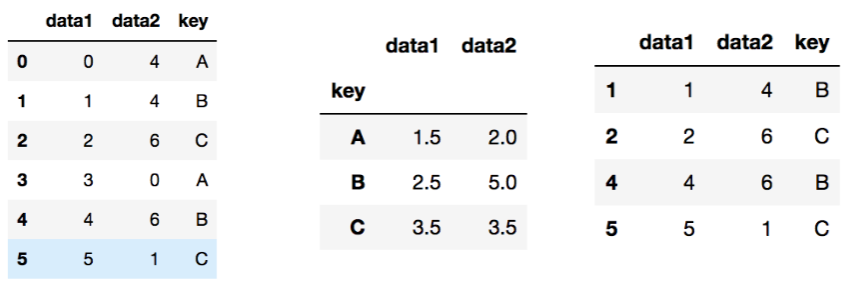 data1 data2 key
0 0 4 A
1 1 4 B
2 2 6 C
3 3 0 A
4 4 6 B
5 5 1 C
data1 data2
key
A 1.5 2.0
B 2.5 5.0
C 3.5 3.5
data1 data2 key
1 1 4 B
2 2 6 C
4 4 6 B
5 5 1 C